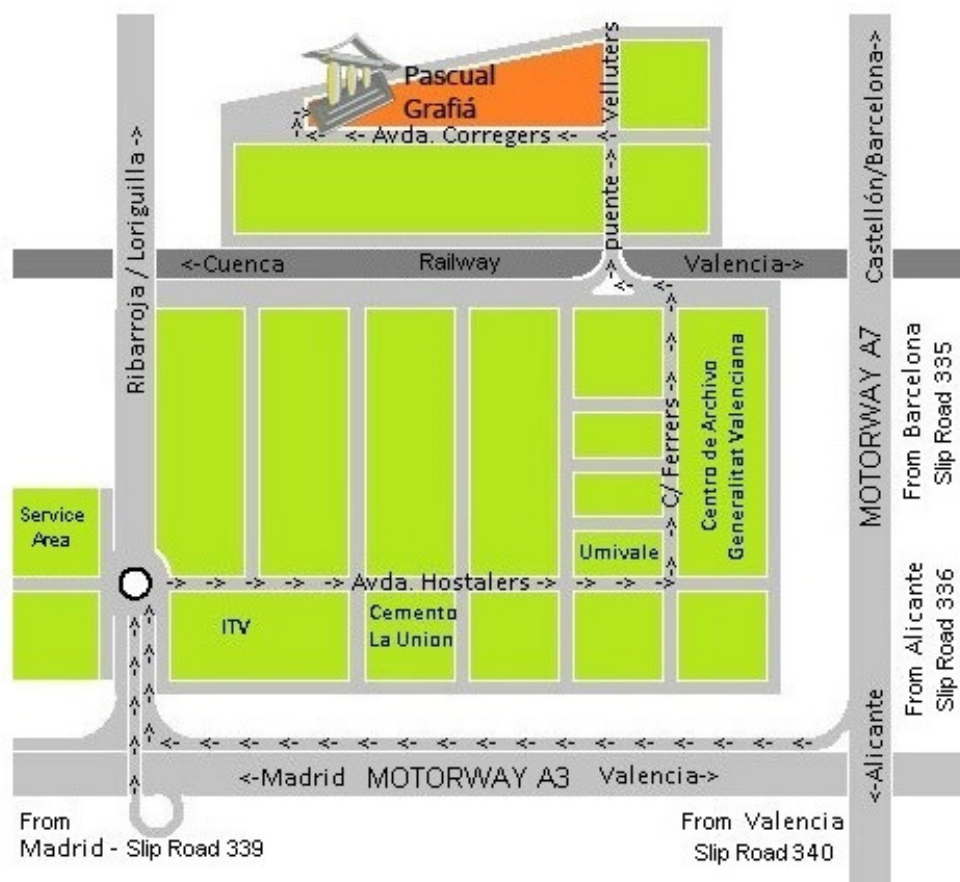 Pascual
Grafiá
<- <- Avda. Corregers <- <-
puente -> Velluters
Ribarroja / Loriguilla ->
Castellón/Barcelona->
<-Cuenca
Railway
Valencia->
MOTORWAY A7
From Barcelona
Slip Road 335
C/ Ferrers
Centro de Archivo
Generalitat Valenciana
Service
Area
Umivale
Avda. Hostalers
ITV
Cemento
La Union
From Alicante
Slip Road 336
<-Alicante
<-Madrid MOTORWAY A3 Valencia->
From
Madrid - Slip Road 339
From Valencia
Slip Road 340